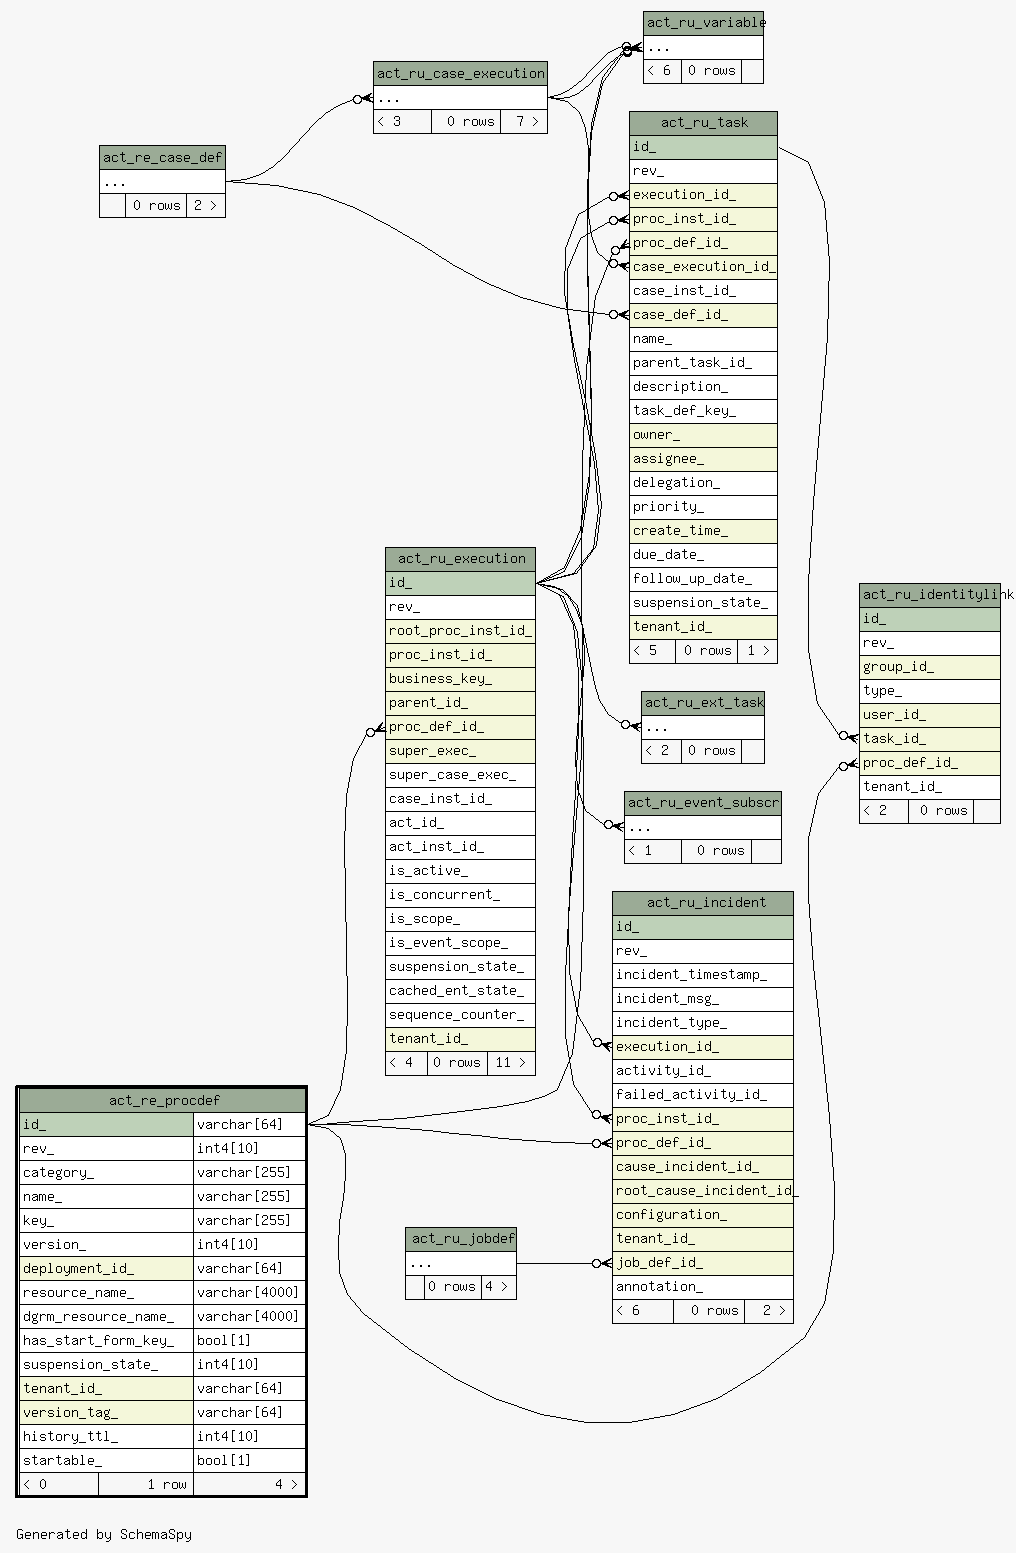 act_ru_variable
...
< 6 0 rows
act_ru_case_execution
...
< 3 0 rows 7 >
act_re_case_def
...
0 rows 2 >
act_ru_task
id_
rev_
execution_id_
proc_inst_id_
proc_def_id_
case_execution_id_
case_inst_id_
case_def_id_
name_
parent_task_id_
description_
task_def_key_
owner_
assignee_
delegation_
priority_
create_time_
due_date_
follow_up_date_
suspension_state_
tenant_id_
< 5 0 rows 1 >
act_ru_execution
id_
rev_
root_proc_inst_id_
proc_inst_id_
business_key_
parent_id_
proc_def_id_
super_exec_
super_case_exec_
case_inst_id_
act_id_
act_inst_id_
is_active_
is_concurrent_
is_scope_
is_event_scope_
suspension_state_
cached_ent_state_
sequence_counter_
tenant_id_
< 4 0 rows 11 >
act_ru_identitylink
id_
rev_
group_id_
type_
user_id_
task_id_
proc_def_id_
tenant_id_
< 2 0 rows
act_ru_ext_task
...
< 2 0 rows
act_ru_event_subscr
...
< 1 0 rows
act_ru_incident
id_
rev_
incident_timestamp_
incident_msg_
incident_type_
execution_id_
activity_id_
failed_activity_id_
proc_inst_id_
proc_def_id_
cause_incident_id_
root_cause_incident_id_
configuration_
tenant_id_
job_def_id_
annotation_
< 6 0 rows 2 >
act_ru_jobdef
...
0 rows 4 >
act_re_procdef
id_ varchar[64]
rev_ int4[10]
category_ varchar[255]
name_ varchar[255]
key_ varchar[255]
version_ int4[10]
deployment_id_ varchar[64]
resource_name_ varchar[4000]
dgrm_resource_name_ varchar[4000]
has_start_form_key_ bool[1]
suspension_state_ int4[10]
tenant_id_ varchar[64]
version_tag_ varchar[64]
history_ttl_ int4[10]
startable_ bool[1]
< 0 1 row 4 >
Generated by SchemaSpy